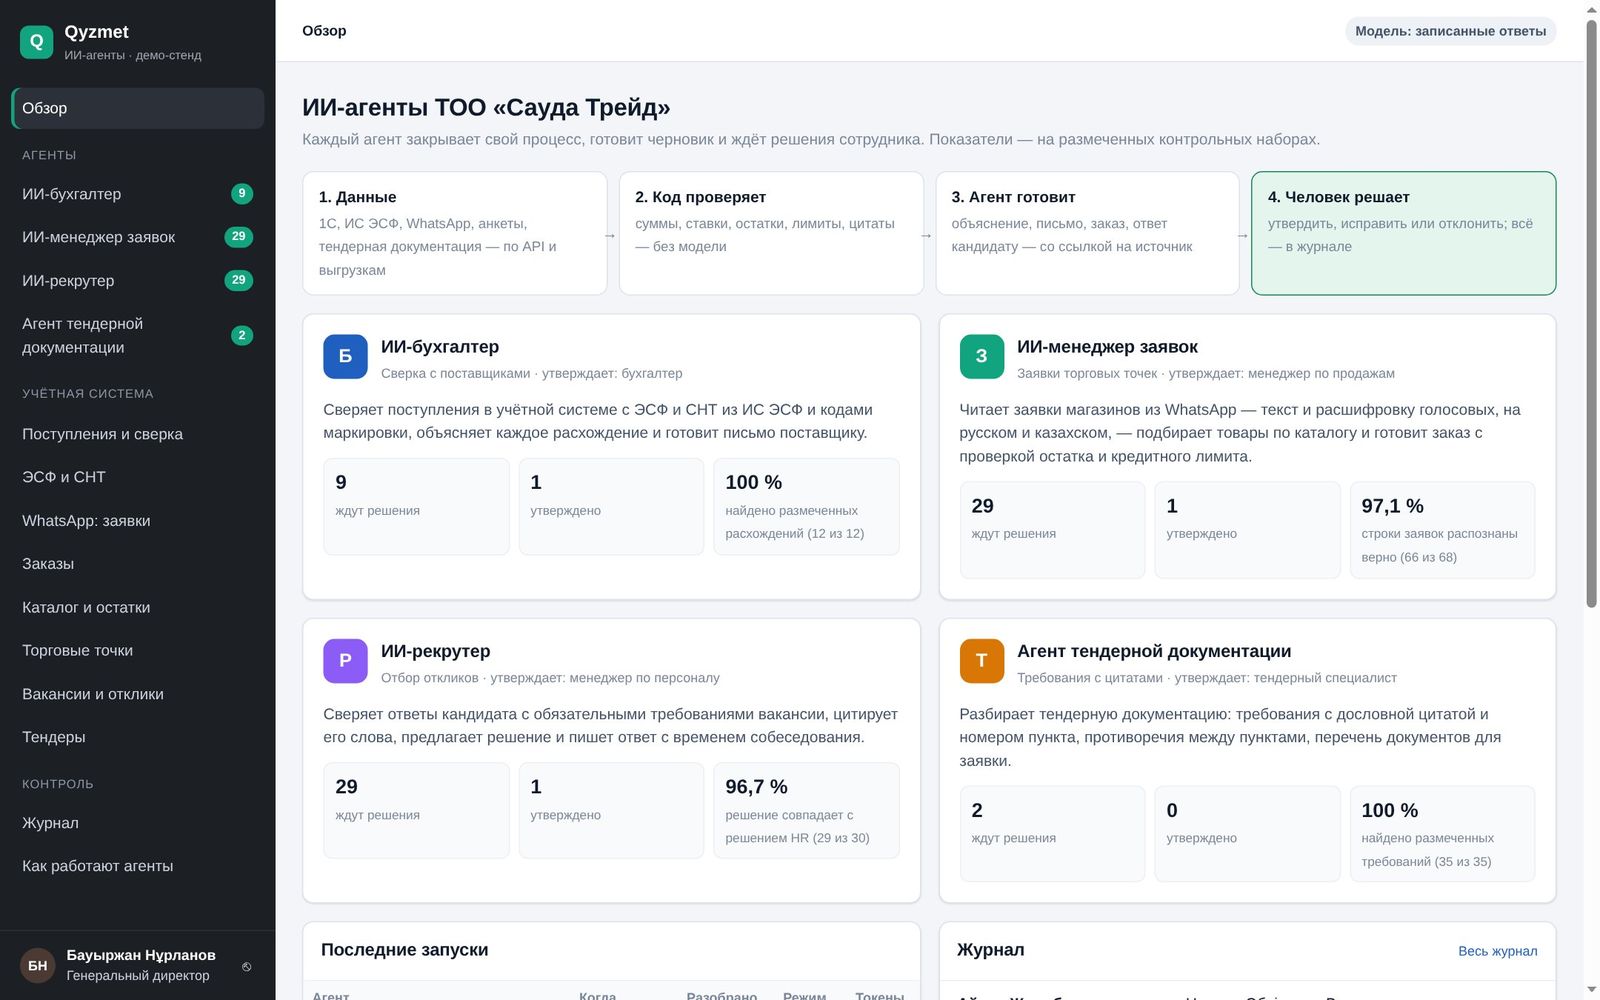 Q
Qyzmet
ИИ-агенты · демо-стенд
Обзор
АГЕНТЫ
ИИ-бухгалтер
9
ИИ-менеджер заявок
29
ИИ-рекрутер
29
Агент тендерной
документации
2
УЧЁТНАЯ СИСТЕМА
Поступления и сверка
ЭСФ и СНТ
WhatsApp: заявки
Заказы
Каталог и остатки
Торговые точки
Вакансии и отклики
Тендеры
КОНТРОЛЬ
Журнал
Как работают агенты
БН
Бауыржан Нұрланов
Генеральный директор
Обзор
Модель: записанные ответы
ИИ-агенты ТОО «Сауда Трейд»
Каждый агент закрывает свой процесс, готовит черновик и ждёт решения сотрудника. Показатели — на размеченных контрольных наборах.
1. Данные
1С, ИС ЭСФ, WhatsApp, анкеты,
тендерная документация — по API и
выгрузкам
→
2. Код проверяет
суммы, ставки, остатки, лимиты, цитаты
— без модели
→
3. Агент готовит
объяснение, письмо, заказ, ответ
кандидату — со ссылкой на источник
→
4. Человек решает
утвердить, исправить или отклонить; всё
— в журнале
Б
ИИ-бухгалтер
Сверка с поставщиками · утверждает: бухгалтер
Сверяет поступления в учётной системе с ЭСФ и СНТ из ИС ЭСФ и кодами
маркировки, объясняет каждое расхождение и готовит письмо поставщику.
9
ждут решения
1
утверждено
100 %
найдено размеченных
расхождений (12 из 12)
З
ИИ-менеджер заявок
Заявки торговых точек · утверждает: менеджер по продажам
Читает заявки магазинов из WhatsApp — текст и расшифровку голосовых, на
русском и казахском, — подбирает товары по каталогу и готовит заказ с
проверкой остатка и кредитного лимита.
29
ждут решения
1
утверждено
97,1 %
строки заявок распознаны
верно (66 из 68)
Р
ИИ-рекрутер
Отбор откликов · утверждает: менеджер по персоналу
Сверяет ответы кандидата с обязательными требованиями вакансии, цитирует
его слова, предлагает решение и пишет ответ с временем собеседования.
29
ждут решения
1
утверждено
96,7 %
решение совпадает с
решением HR (29 из 30)
Т
Агент тендерной документации
Требования с цитатами · утверждает: тендерный специалист
Разбирает тендерную документацию: требования с дословной цитатой и
номером пункта, противоречия между пунктами, перечень документов для
заявки.
2
ждут решения
0
утверждено
100 %
найдено размеченных
требований (35 из 35)
Последние запуски
Агент Когда Разобрано Режим Токены
Журнал
Весь журнал